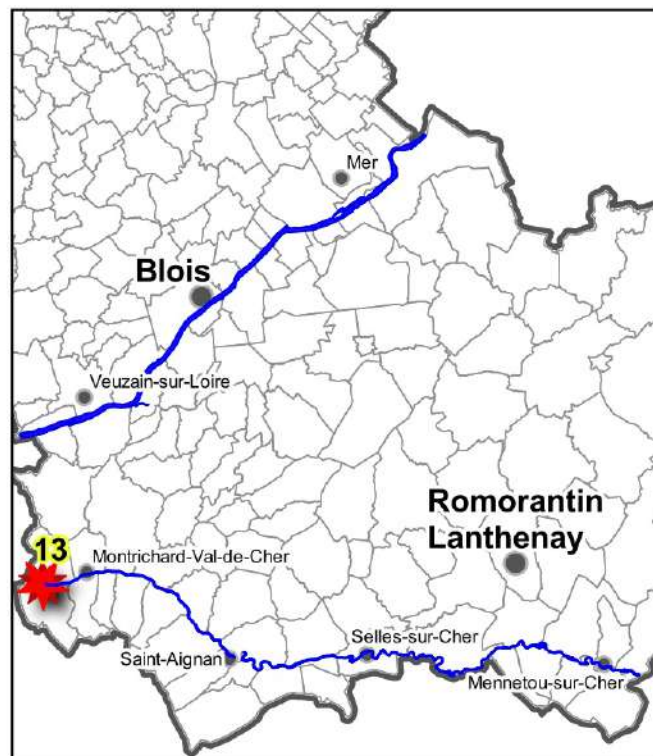 Mer
Blois
Veuzain-sur-Loire
Romorantin
Lanthenay
13
Montrichard-Val-de-Cher
Selles-sur-Cher
Saint-Aignan
Mennetou-sur-Cher